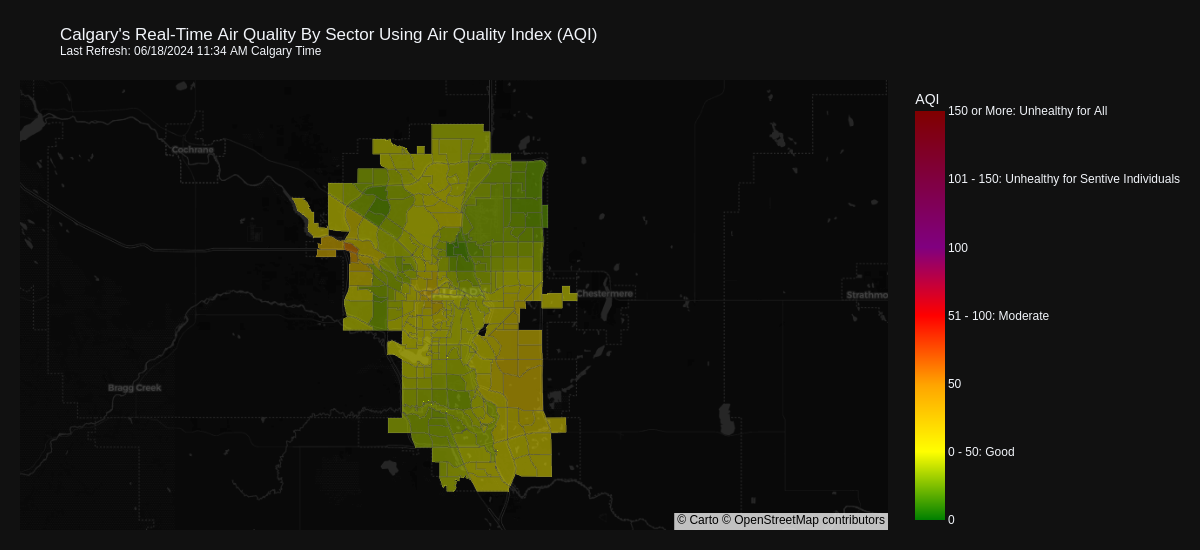 Calgary's Real-Time Air Quality By Sector Using Air Quality Index (AQI)
Last Refresh: 06/18/2024 11:34 AM Calgary Time
AQI
150 or More: Unhealthy for All
Cochrane
101 - 150: Unhealthy for Sentive Individuals
100
CALGARY
Chestermere
Strathmo
51 - 100: Moderate
50
Bragg Creek
0 - 50: Good
0
© Carto © OpenStreetMap contributors